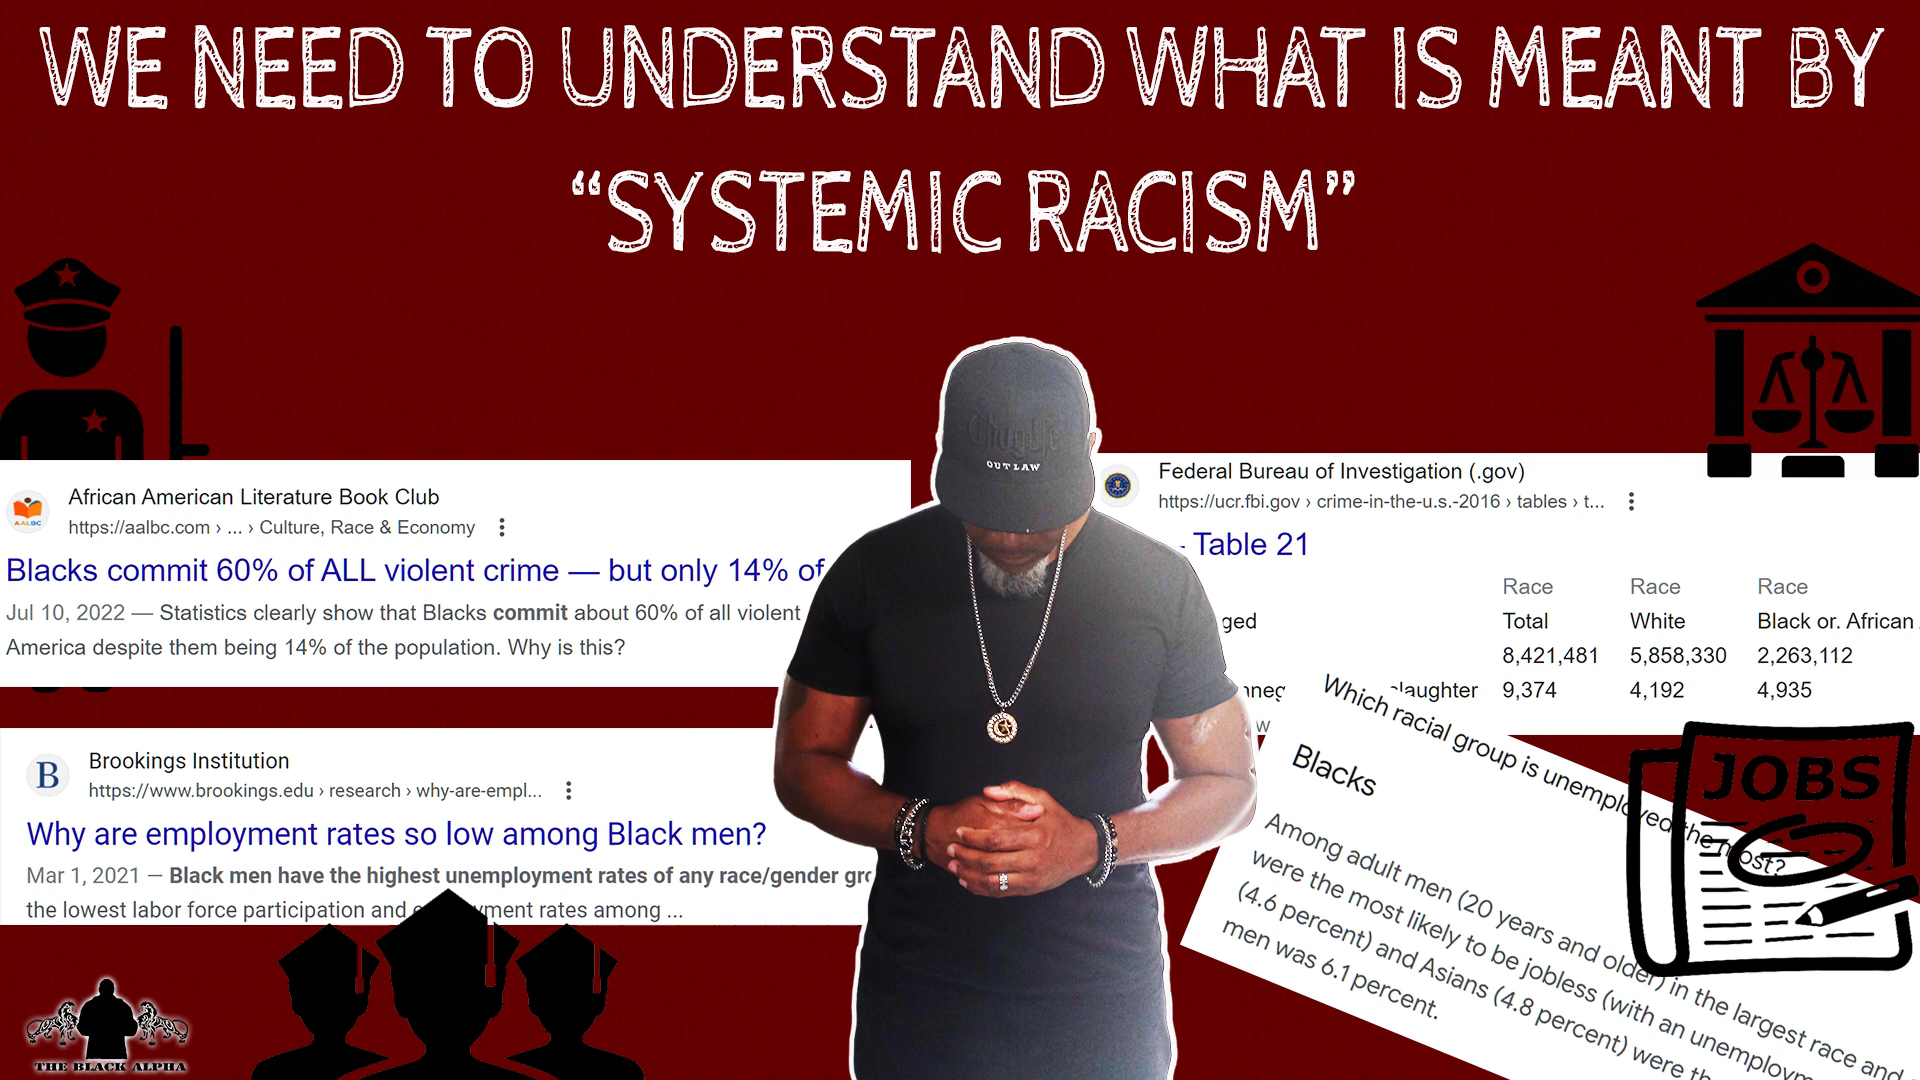 WE NEED TO UNDERSTAND WHAT IS MEANT BY
“SYSTEMIC RACISM”
African American Literature Book Club
https://aalbc.com › ... › Culture, Race & Economy
Blacks commit 60% of ALL violent crime — but only 14% of
Jul 10, 2022 — Statistics clearly show that Blacks commit about 60% of all violent
America despite them being 14% of the population. Why is this?
Brookings Institution
https://www.brookings.edu › research › why-are-empl...
B
Why are employment rates so low among Black men?
Mar 1, 2021 — Black men have the highest unemployment rates of any race/gender
the lowest labor force participation and rates among ...
OUTLAW
Federal Bureau of Investigation (.gov)
https://ucr.fbi.gov › crime-in-the-u.s.-2016 › tables › t...
Table 21
Race Race Race
Total White Black or. African
8,421,481 5,858,330 2,263,112
9,374 4,192 4,935
Which racial group is unemployed the most?
Blacks
Among adult men (20 years and older) in the largest race and
were the most likely to be jobless (with an
(4.6 percent) and Asians (4.8 percent) were
men was 6.1 percent.
JOBS
THE BLACK ALPHA
AALBC